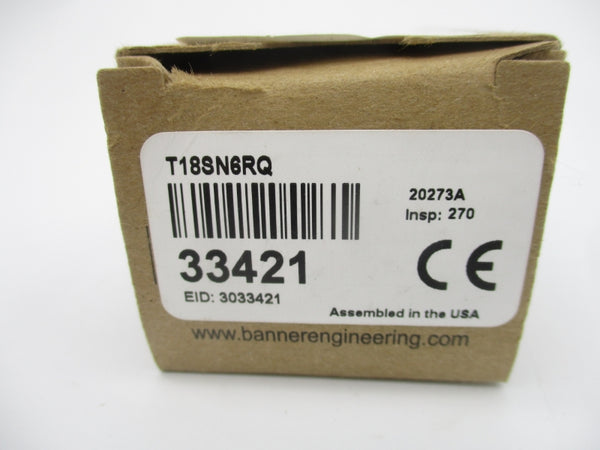 T18SN6RQ
20273A
Insp: 270
33421
CE
EID: 3033421
Assembled in the USA
www.bannerengineering.com